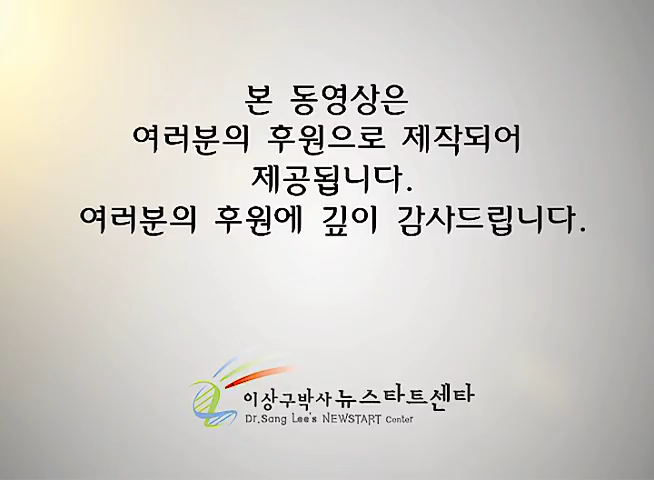 본 동영상은
여러분의 후원으로 제작되어
제공됩니다.
여러분의 후원에 깊이 감사드립니다.
이상구박사 뉴스타트센타
Dr.Sang Lee's NEWSTART Center